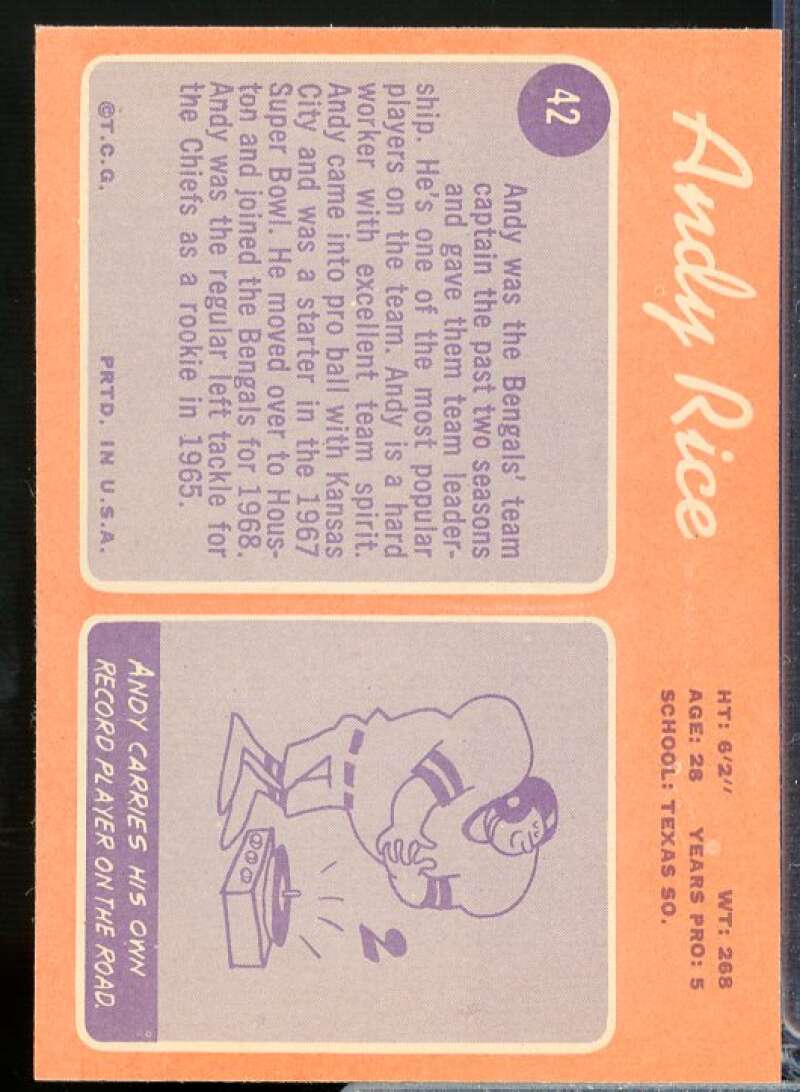 Andy Rice
HT: 6'2" WT: 268
AGE: 28 YEARS PRO: 5
SCHOOL: TEXAS SO.
42
Andy was the Bengals' team
captain the past two seasons
and gave them team leader-
ship. He's one of the most popular
players on the team. Andy is a hard
worker with excellent team spirit.
Andy came into pro ball with Kansas
City and was a starter in the 1967
Super Bowl. He moved over to Hous-
ton and joined the Bengals for 1968.
Andy was the regular left tackle for
the Chiefs as a rookie in 1965.
©T.C.G. PRTD. IN U.S.A.
2
ANDY CARRIES HIS OWN
RECORD PLAYER ON THE ROAD.